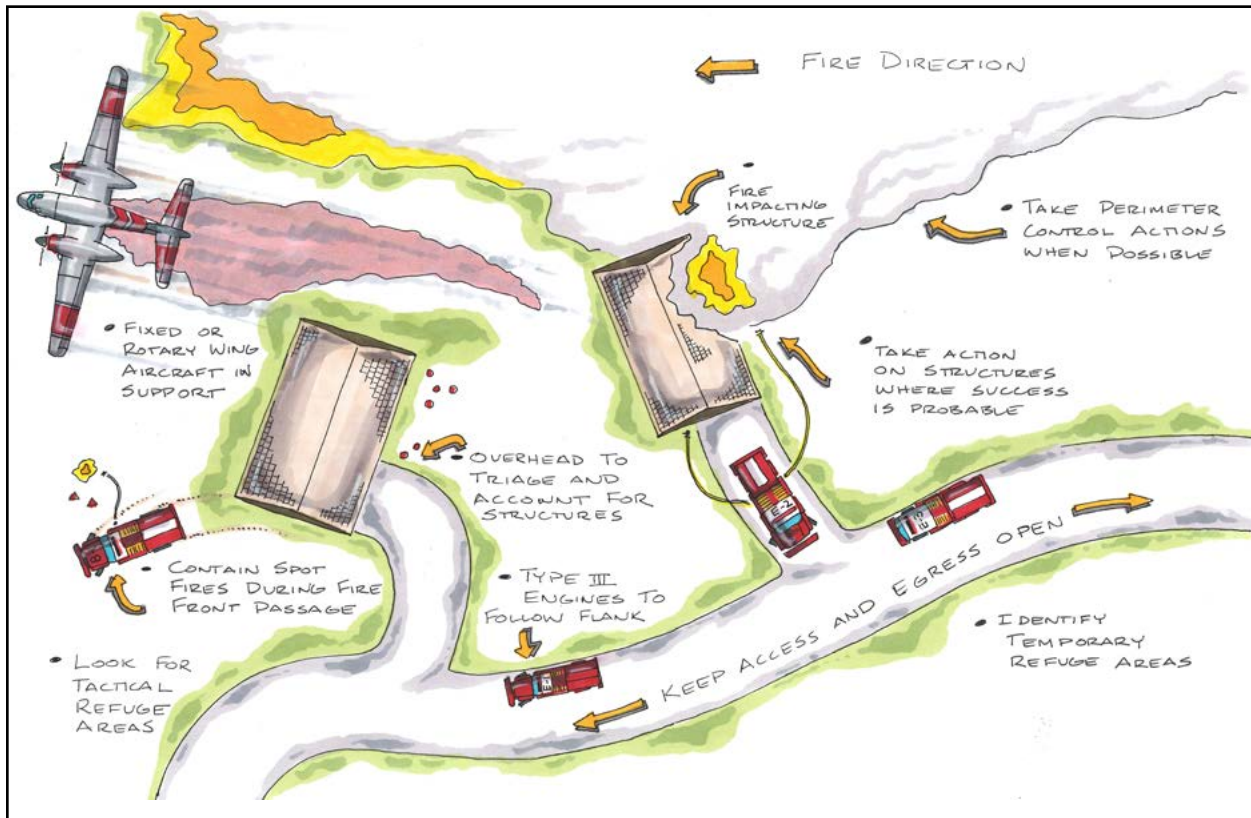 FIRE DIRECTION
FIRE
IMPACTING
STRUCTURE
TAKE PERIMETER
CONTROL ACTIONS
WHEN POSSIBLE
FIXED OR
ROTARY WING
AIRCRAFT IN
SUPPORT
TAKE ACTION
ON STRUCTURES
WHERE SUCCESS
IS PROBABLE
OVERHEAD TO
TRIAGE AND
ACCOUNT FOR
STRUCTURES
E-2
E-3
CONTAIN SPOT
FIRES DURING FIRE
FRONT PASSAGE
TYPE III
ENGINES TO
FOLLOW FLANK
KEEP ACCESS AND EGRESS OPEN
IDENTIFY
TEMPORARY
REFUGE AREAS
LOOK FOR
TACTICAL
REFUGE
AREAS